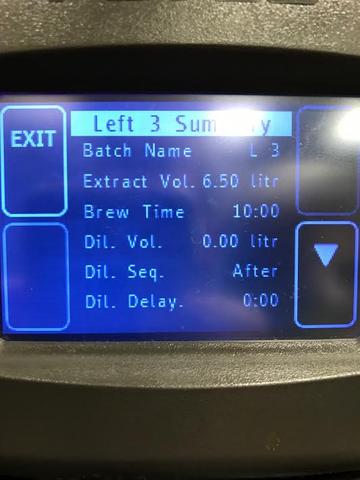 EXIT
Left 3 Sum y
Batch Name L 3
Extract Vol. 6.50 litr
Brew Time 10:00
Dil. Vol. 0.00 litr
Dil. Seq. After
Dil. Delay. 0:00